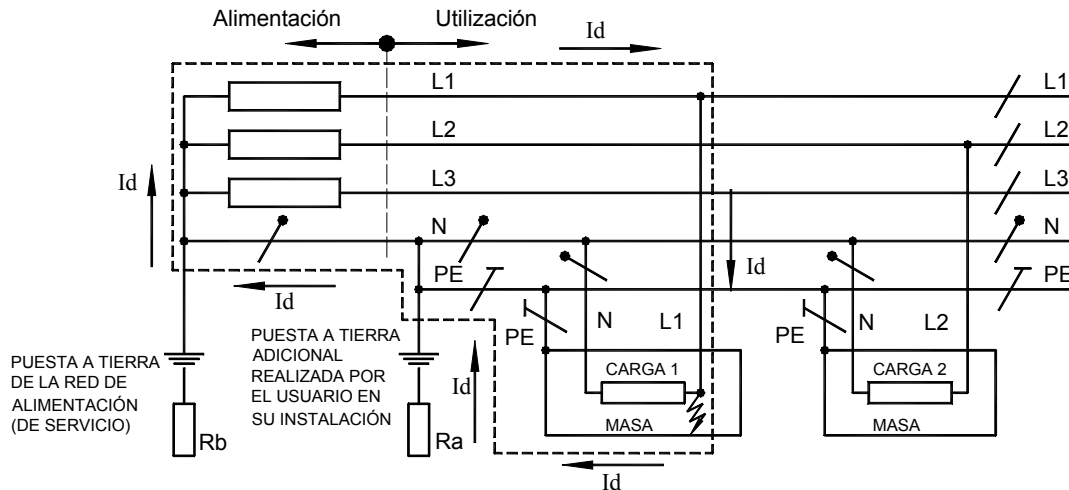 Alimentación
Utilización
Id
L1
L1
L2
L2
Id
L3
L3
N
N
PE
PE
Id
Id
PE
N
L1
PE
N
L2
PUESTA A TIERRA
DE LA RED DE
ALIMENTACIÓN
(DE SERVICIO)
Rb
PUESTA A TIERRA
ADICIONAL
REALIZADA POR
EL USUARIO EN
SU INSTALACIÓN
Ra
Id
CARGA 1
MASA
CARGA 2
MASA
Id